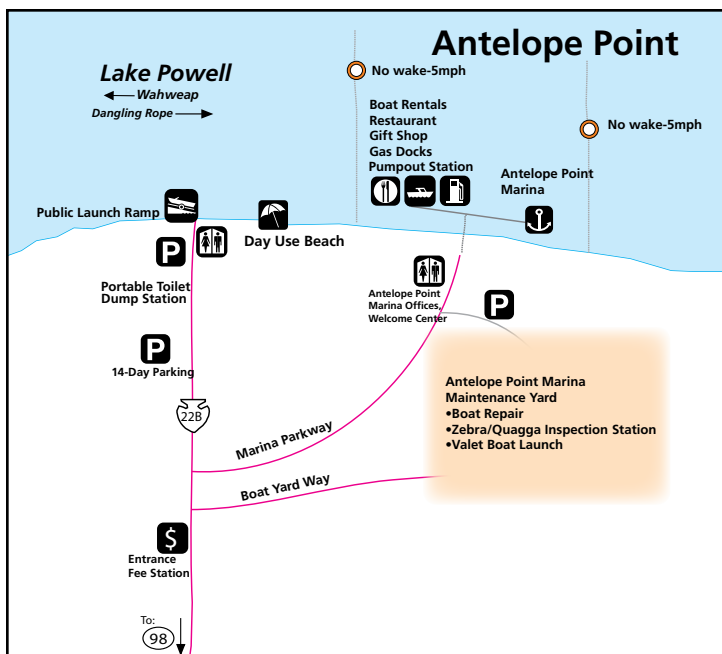 Antelope Point
Lake Powell
Wahweap
Dangling Rope
No wake-5mph
No wake-5mph
Boat Rentals
Restaurant
Gift Shop
Gas Docks
Pumpout Station
Antelope Point
Marina
Public Launch Ramp
Day Use Beach
P
Portable Toilet
Dump Station
Antelope Point
Marina Offices,
Welcome Center
P
P
14-Day Parking
22B
Antelope Point Marina
Maintenance Yard
•Boat Repair
•Zebra/Quagga Inspection Station
•Valet Boat Launch
Marina Parkway
Boat Yard Way
$
Entrance
Fee Station
To:
98